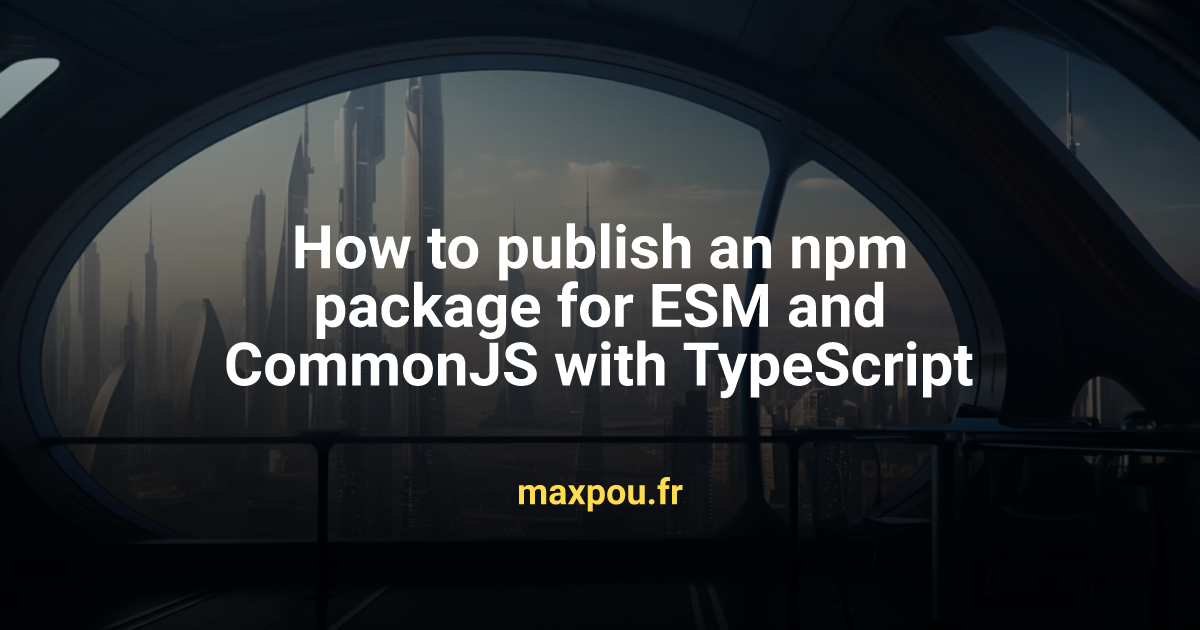 How to publish an npm
package for ESM and
CommonJS with TypeScript
maxpou.fr